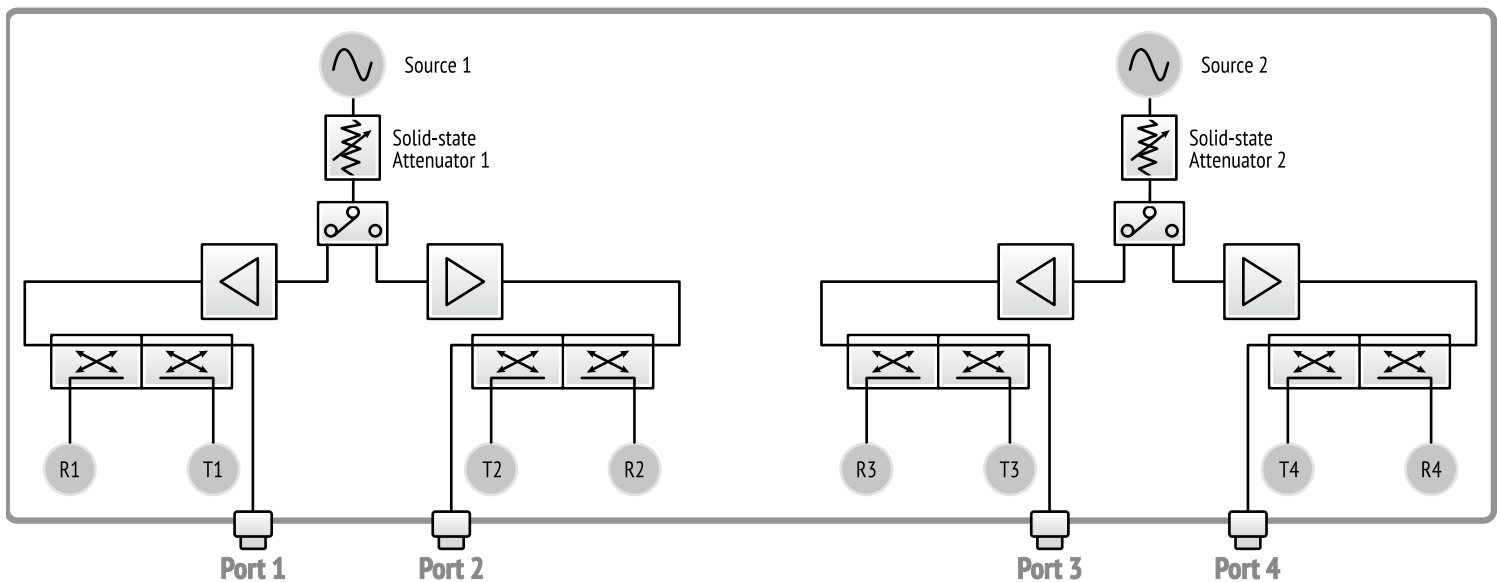 Source 1
Source 2
Solid-state
Attenuator 1
Solid-state
Attenuator 2
R1
T1
T2
R2
R3
T3
T4
R4
Port 1
Port 2
Port 3
Port 4